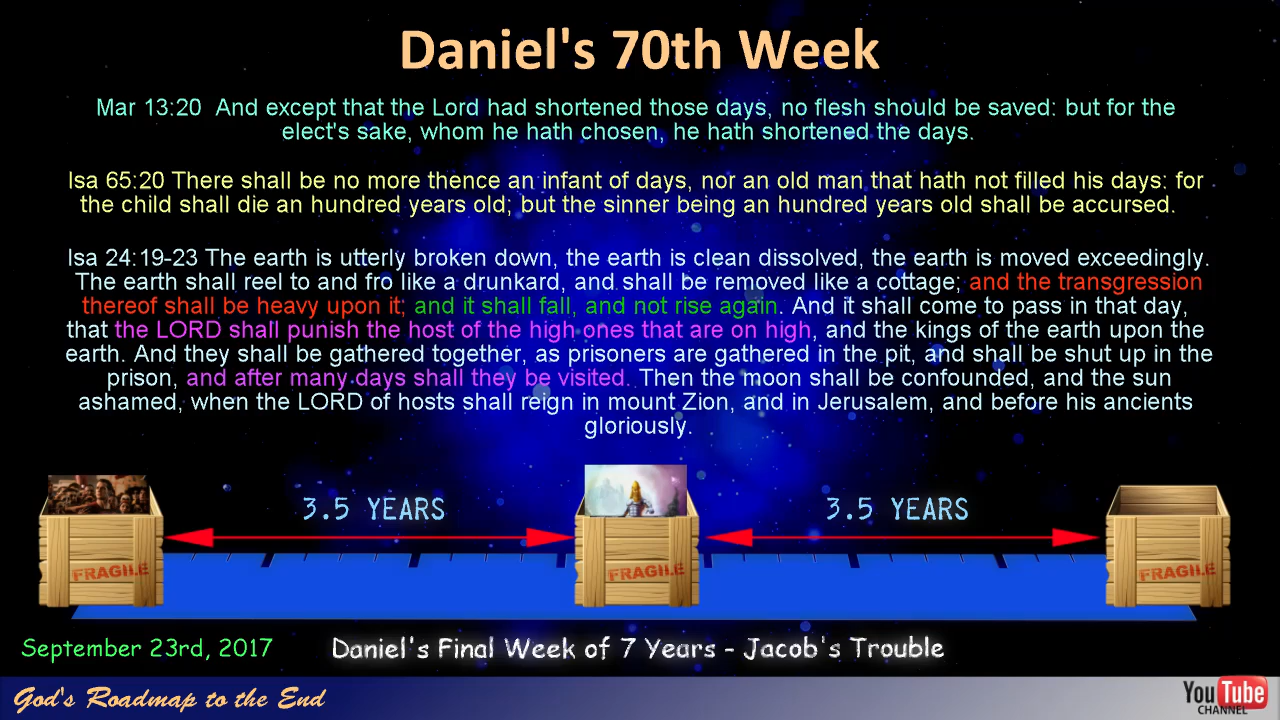 Daniel's 70th Week
Mar 13:20 And except that the Lord had shortened those days, no flesh should be saved: but for the
elect's sake, whom he hath chosen, he hath shortened the days.
Isa 65:20 There shall be no more thence an infant of days, nor an old man that hath not filled his days: for
the child shall die an hundred years old; but the sinner being an hundred years old shall be accursed.
Isa 24:19-23 The earth is utterly broken down, the earth is clean dissolved, the earth is moved exceedingly.
The earth shall reel to and fro like a drunkard, and shall be removed like a cottage; and the transgression
thereof shall be heavy upon it; and it shall fall, and not rise again. And it shall come to pass in that day,
that the LORD shall punish the host of the high ones that are on high, and the kings of the earth upon the
earth. And they shall be gathered together, as prisoners are gathered in the pit, and shall be shut up in the
prison, and after many days shall they be visited. Then the moon shall be confounded, and the sun
ashamed, when the LORD of hosts shall reign in mount Zion, and in Jerusalem, and before his ancients
gloriously.
3.5 YEARS
3.5 YEARS
FRAGILE
FRAGILE
FRAGILE
September 23rd, 2017
Daniel's Final Week of 7 Years - Jacob's Trouble
God's Roadmap to the End
YouTube
CHANNEL